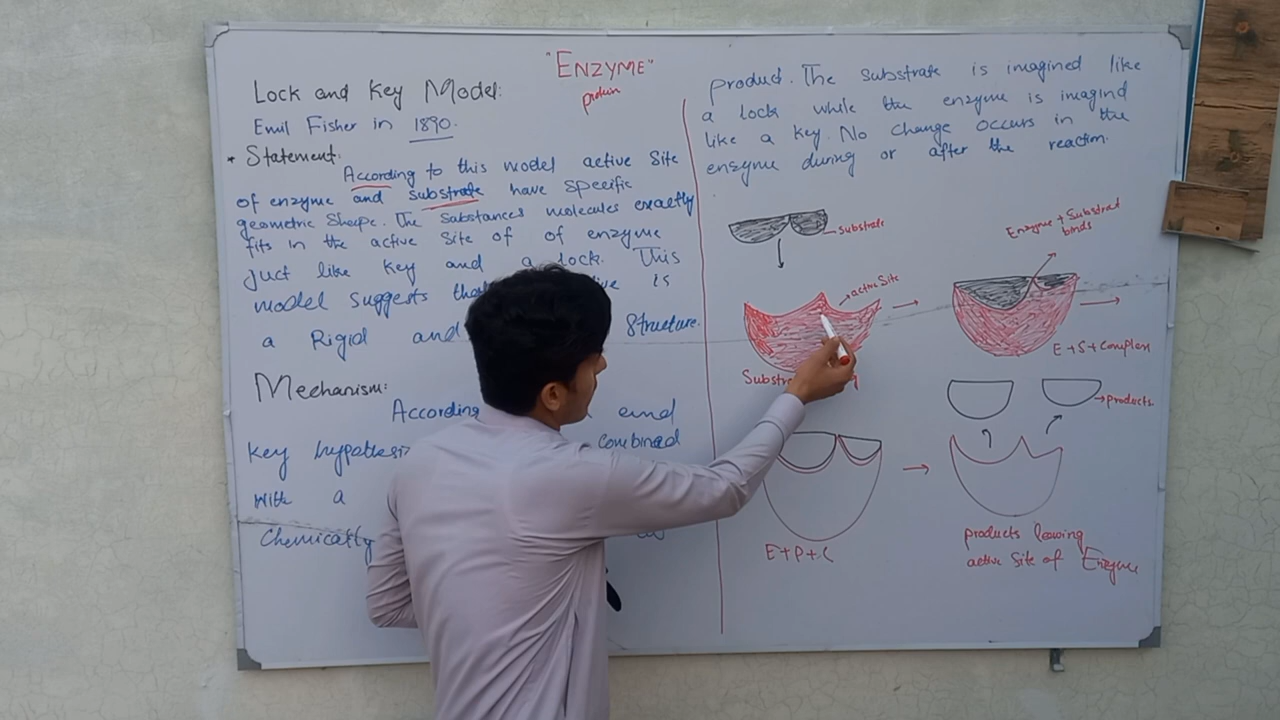 "ENZYME"
protein
Lock and Key Model:
Emil Fisher in 1890.
* Statement:
According to this model active Site
of enzyme and substrate have specific
geometric Sheape. The Substances molecules exactly
fits in the active Site of of enzyme
Just like key and a lock. This
model suggests is
a Rigid and Structure.
Mechanism:
According and
key hypothesis combined
with a
Chemically
product. The substrate is imagined like
a lock while the enzyme is imagind
like a key. No change occurs in the
enzyme during or after the reaction.
substrate
active Site
Enzyme + Substrad
binds
E + S + Complex
products
E + P + C
products leaving
active Site of Enzyme